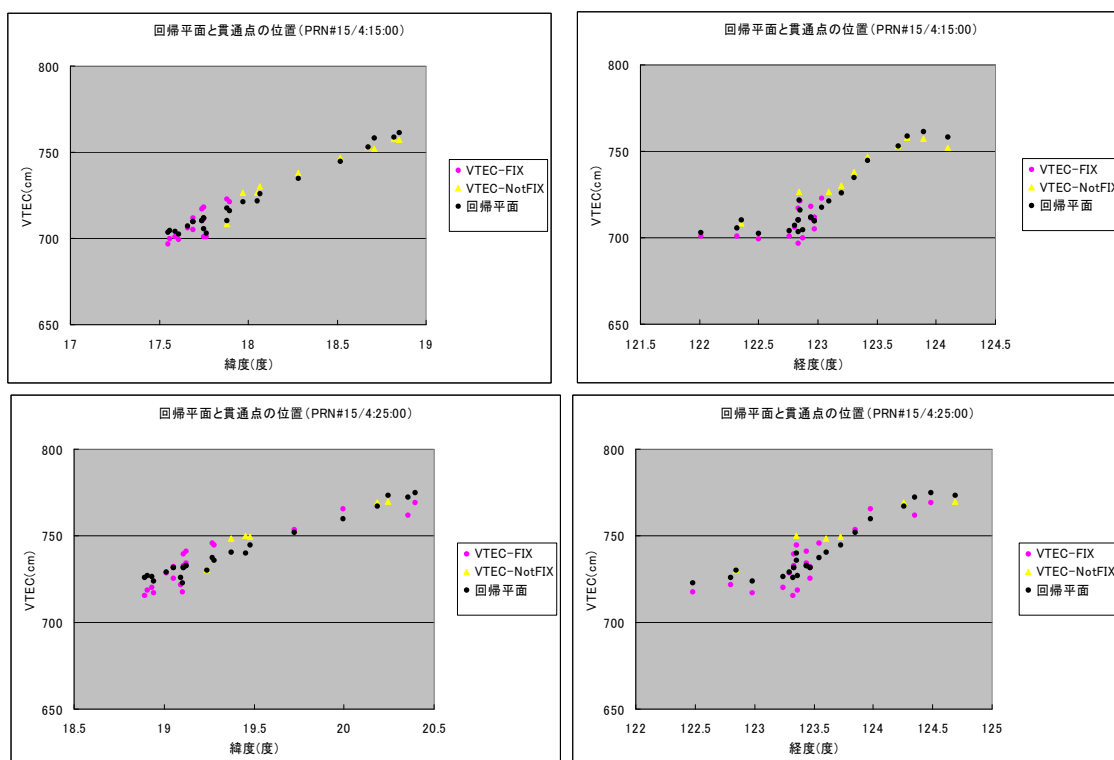 回帰平面と貫通点の位置(PRN#15/4:15:00)
800
750
700
650
VTEC(cm)
17
17.5
18
18.5
19
緯度(度)
VTEC-FIX
VTEC-NotFIX
回帰平面
回帰平面と貫通点の位置(PRN#15/4:15:00)
800
750
700
650
VTEC(cm)
121.5
122
122.5
123
123.5
124
124.5
経度(度)
VTEC-FIX
VTEC-NotFIX
回帰平面
回帰平面と貫通点の位置(PRN#15/4:25:00)
800
750
700
650
VTEC(cm)
18.5
19
19.5
20
20.5
緯度(度)
VTEC-FIX
VTEC-NotFIX
回帰平面
回帰平面と貫通点の位置(PRN#15/4:25:00)
800
750
700
650
VTEC(cm)
122
122.5
123
123.5
124
124.5
125
経度(度)
VTEC-FIX
VTEC-NotFIX
回帰平面